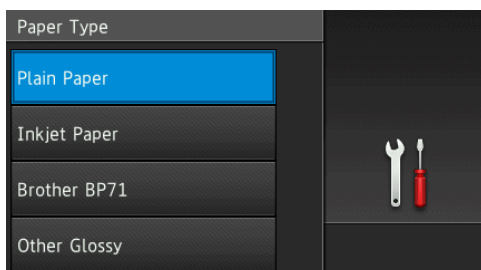 Paper Type
Plain Paper
Inkjet Paper
Brother BP71
Other Glossy